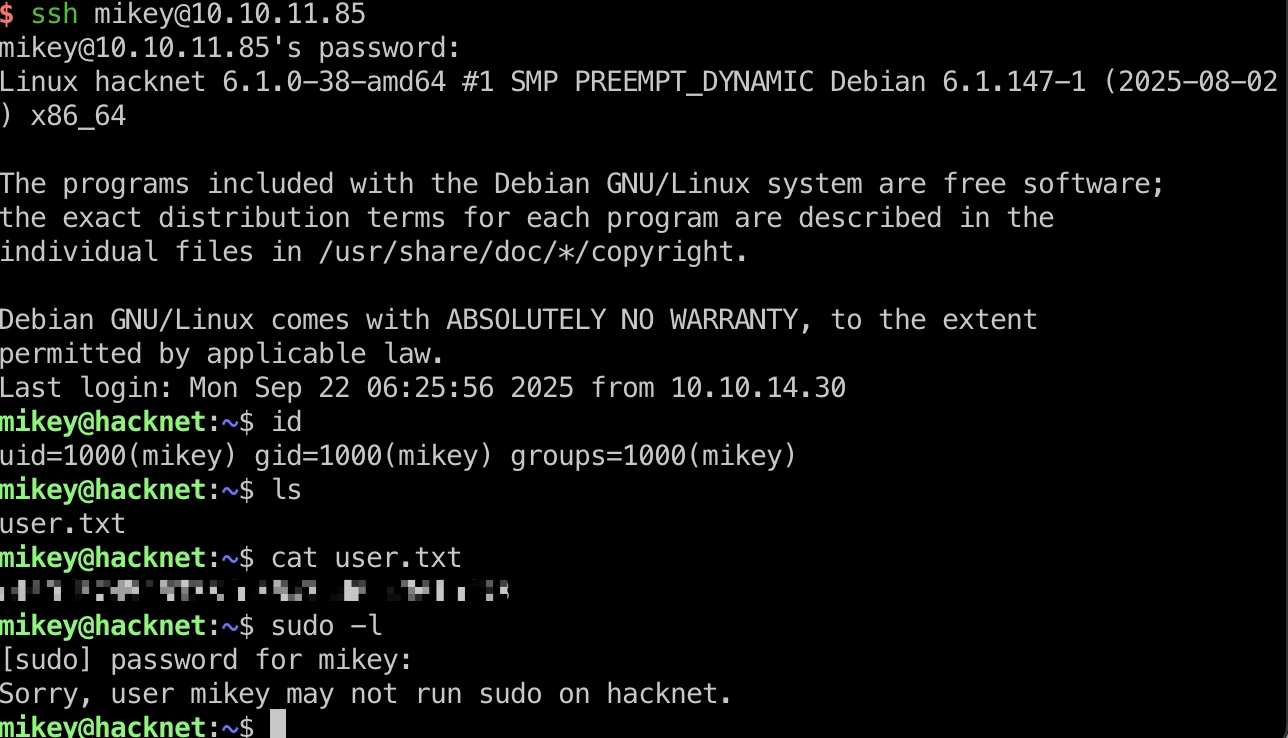 $ ssh mikey@10.10.11.85
mikey@10.10.11.85's password:
Linux hacknet 6.1.0-38-amd64 #1 SMP PREEMPT_DYNAMIC Debian 6.1.147-1 (2025-08-02
) x86_64
The programs included with the Debian GNU/Linux system are free software;
the exact distribution terms for each program are described in the
individual files in /usr/share/doc/*/copyright.
Debian GNU/Linux comes with ABSOLUTELY NO WARRANTY, to the extent
permitted by applicable law.
Last login: Mon Sep 22 06:25:56 2025 from 10.10.14.30
mikey@hacknet:~$ id
uid=1000(mikey) gid=1000(mikey) groups=1000(mikey)
mikey@hacknet:~$ ls
user.txt
mikey@hacknet:~$ cat user.txt
mikey@hacknet:~$ sudo -l
[sudo] password for mikey:
Sorry, user mikey may not run sudo on hacknet.
mikey@hacknet:~$